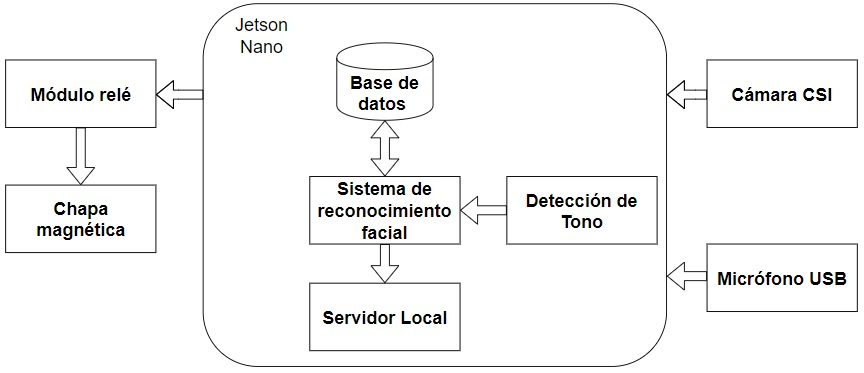 Jetson
Nano
Base de
datos
Módulo relé
Cámara CSI
Chapa
magnética
Sistema de
reconocimiento
facial
Detección de
Tono
Micrófono USB
Servidor Local